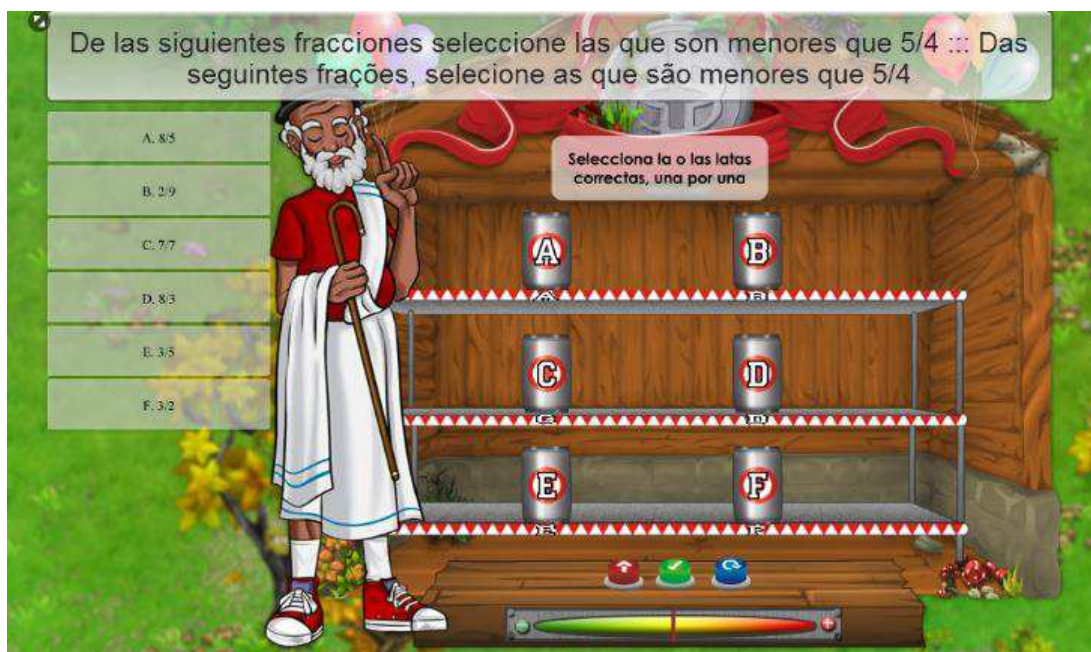 De las siguientes fracciones seleccione las que son menores que 5/4 ::: Das
seguintes frações, selecione as que são menores que 5/4
A. 8/5
B. 2/9
C. 7/7
D. 8/3
E. 3/5
F. 3/2
Selecciona la o las latas
correctas, una por una
A
B
A
B
C
D
C
D
E
F
E
F